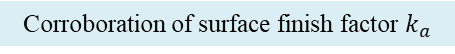 Corroboration of surface finish factor kₐ